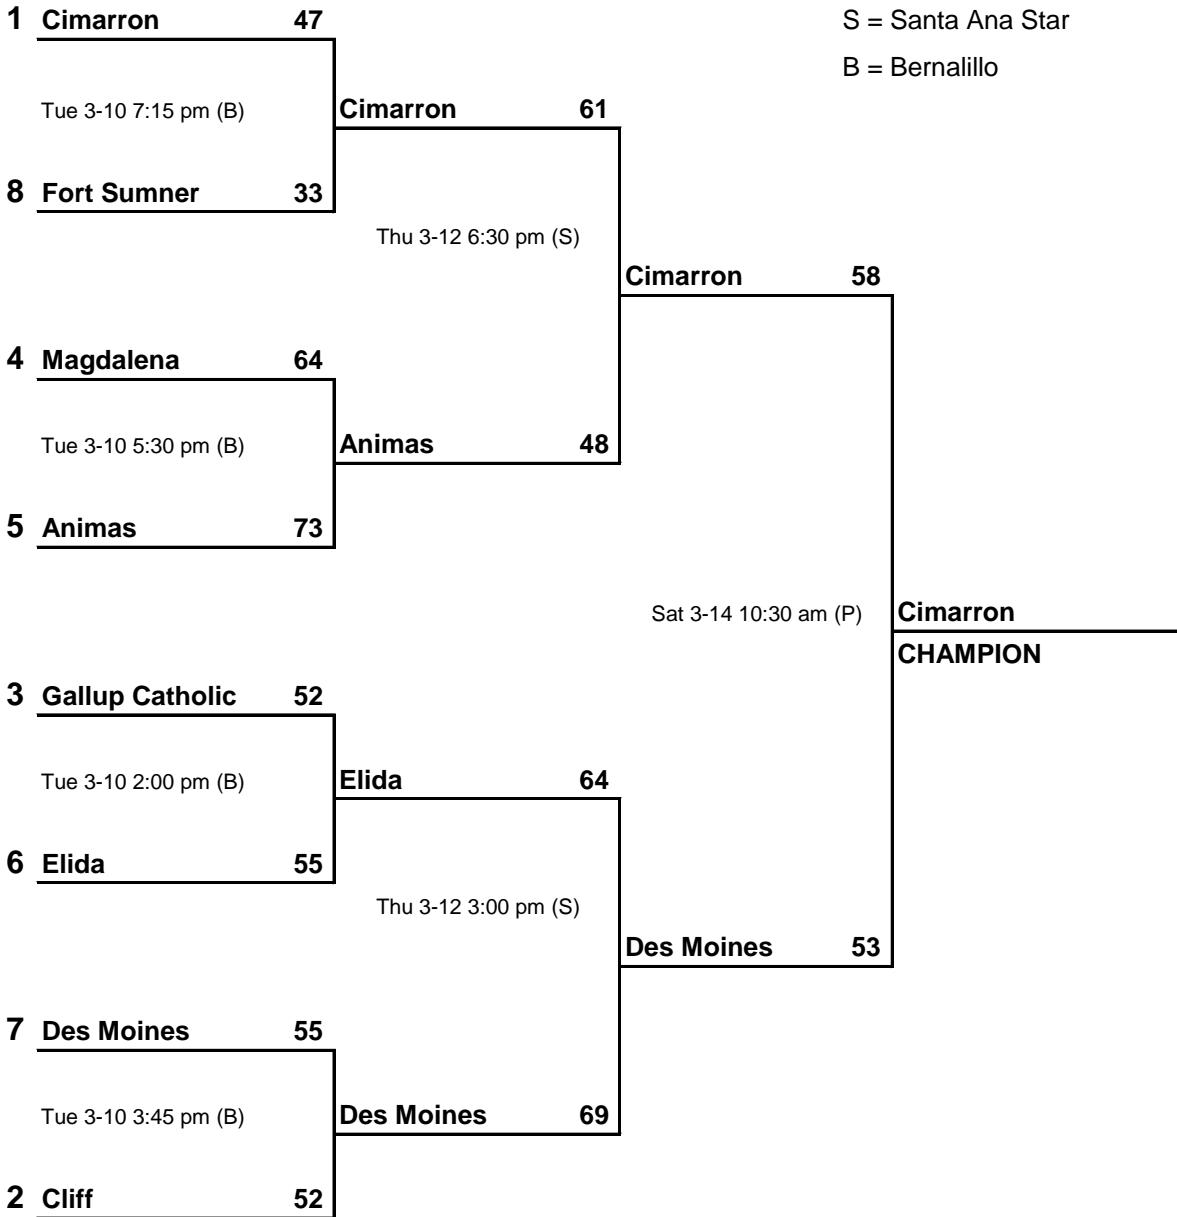 1 Cimarron 47
S = Santa Ana Star
B = Bernalillo
Tue 3-10 7:15 pm (B)
Cimarron 61
8 Fort Sumner 33
Thu 3-12 6:30 pm (S)
Cimarron 58
4 Magdalena 64
Tue 3-10 5:30 pm (B)
Animas 48
5 Animas 73
Sat 3-14 10:30 am (P)
Cimarron
CHAMPION
3 Gallup Catholic 52
Tue 3-10 2:00 pm (B)
Elida 64
6 Elida 55
Thu 3-12 3:00 pm (S)
Des Moines 53
7 Des Moines 55
Tue 3-10 3:45 pm (B)
Des Moines 69
2 Cliff 52